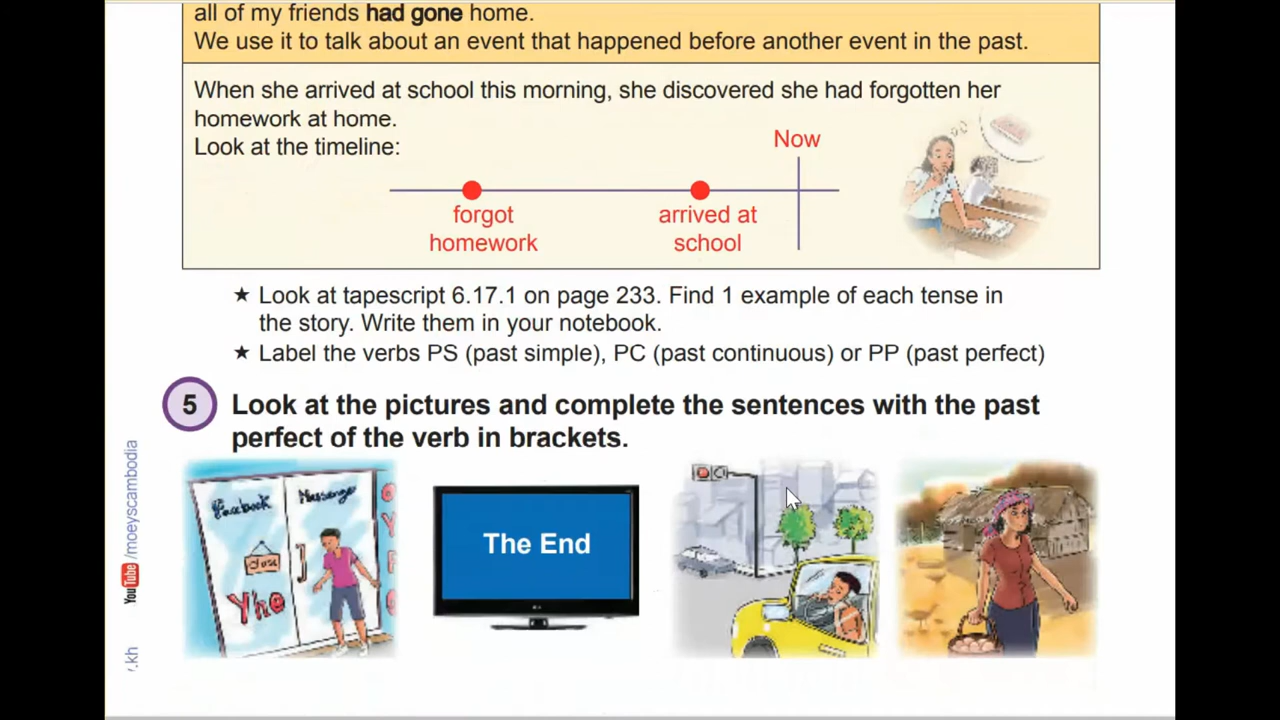 all of my friends had gone home.
We use it to talk about an event that happened before another event in the past.
When she arrived at school this morning, she discovered she had forgotten her
homework at home.
Look at the timeline:
Now
forgot
homework
arrived at
school
★ Look at tapescript 6.17.1 on page 233. Find 1 example of each tense in
the story. Write them in your notebook.
★ Label the verbs PS (past simple), PC (past continuous) or PP (past perfect)
5
Look at the pictures and complete the sentences with the past
perfect of the verb in brackets.
Facebook
The End
YouTube /moeyscambodia
.kh